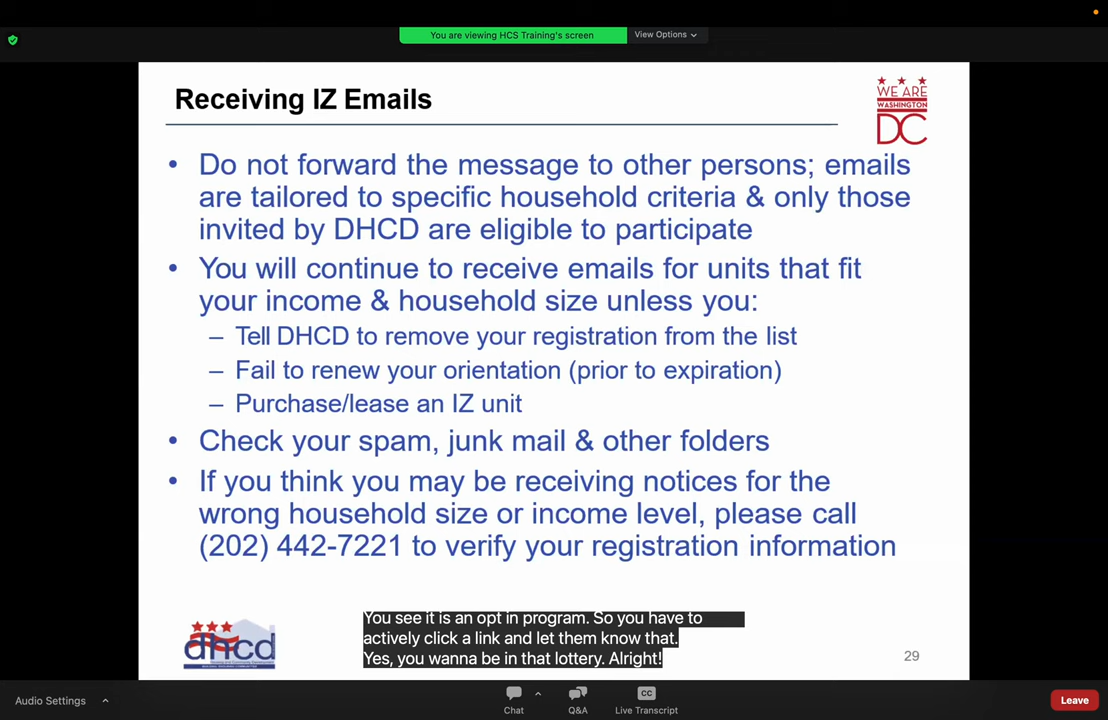 You are viewing HCS Training's screen
View Options
Receiving IZ Emails
WE ARE
WASHINGTON
DC
• Do not forward the message to other persons; emails
are tailored to specific household criteria & only those
invited by DHCD are eligible to participate
• You will continue to receive emails for units that fit
your income & household size unless you:
– Tell DHCD to remove your registration from the list
– Fail to renew your orientation (prior to expiration)
– Purchase/lease an IZ unit
• Check your spam, junk mail & other folders
• If you think you may be receiving notices for the
wrong household size or income level, please call
(202) 442-7221 to verify your registration information
dhcd
You see it is an opt in program. So you have to
actively click a link and let them know that.
Yes, you wanna be in that lottery. Alright!
29
Audio Settings
CC
Chat
Q&A
Live Transcript
Leave